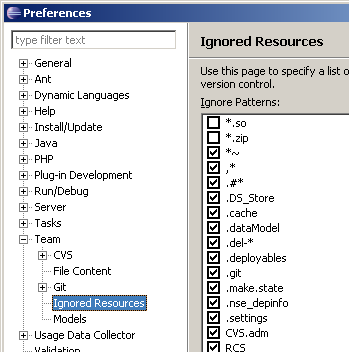 Preferences
type filter text
General
Ant
Dynamic Languages
Help
Install/Update
Java
PHP
Plug-in Development
Run/Debug
Server
Tasks
Team
CVS
File Content
Git
Ignored Resources
Models
Usage Data Collector
Validation
Ignored Resources
Use this page to specify a list o
version control.
Ignore Patterns:
*.so
*.zip
*~
,*
.#*
.DS_Store
.cache
.dataModel
.del-*
.deployables
.git
.make.state
.nse_depinfo
.settings
CVS.adm
RCS